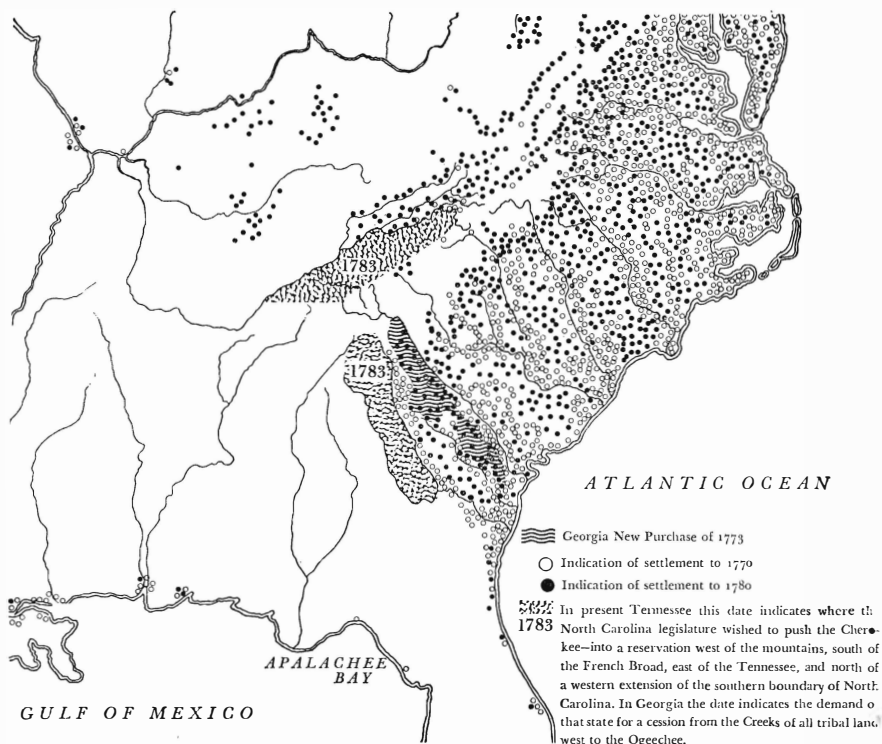 1783
1783
ATLANTIC OCEAN
Georgia New Purchase of 1773
Indication of settlement to 1770
Indication of settlement to 1780
In present Tennessee this date indicates where
1783 North Carolina legislature wished to push the Chero-
kee—into a reservation west of the mountains, south of
the French Broad, east of the Tennessee, and north of
a western extension of the southern boundary of North
Carolina. In Georgia the date indicates the demand o
that state for a cession from the Creeks of all tribal land
west to the Ogeechee.
APALACHEE
BAY
GULF OF MEXICO